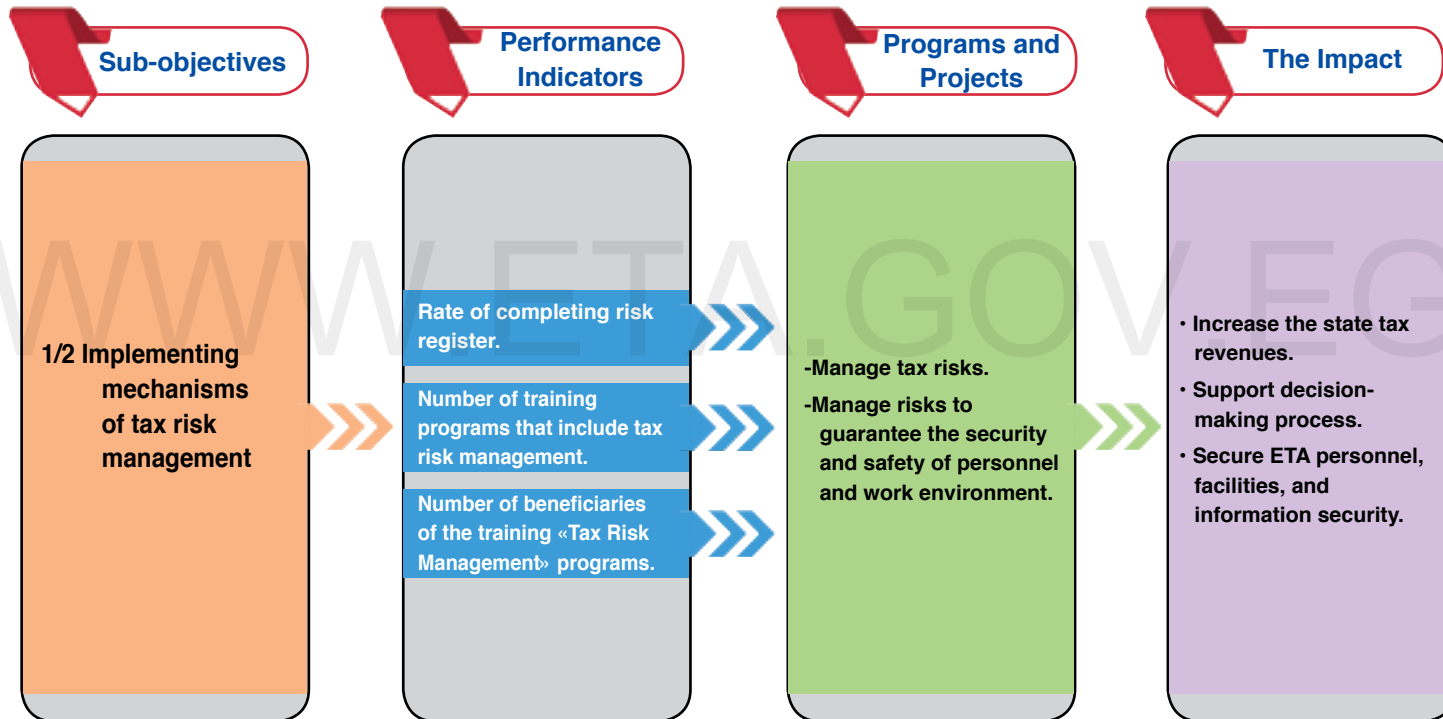 Sub-objectives
Performance
Indicators
Programs and
Projects
The Impact
1/2 Implementing
mechanisms
of tax risk
management
Rate of completing risk
register.
Number of training
programs that include tax
risk management.
Number of beneficiaries
of the training «Tax Risk
Management» programs.
-Manage tax risks.
-Manage risks to
guarantee the security
and safety of personnel
and work environment.
• Increase the state tax
revenues.
• Support decision-
making process.
• Secure ETA personnel,
facilities, and
information security.
WWW.ETA.GOV.EG